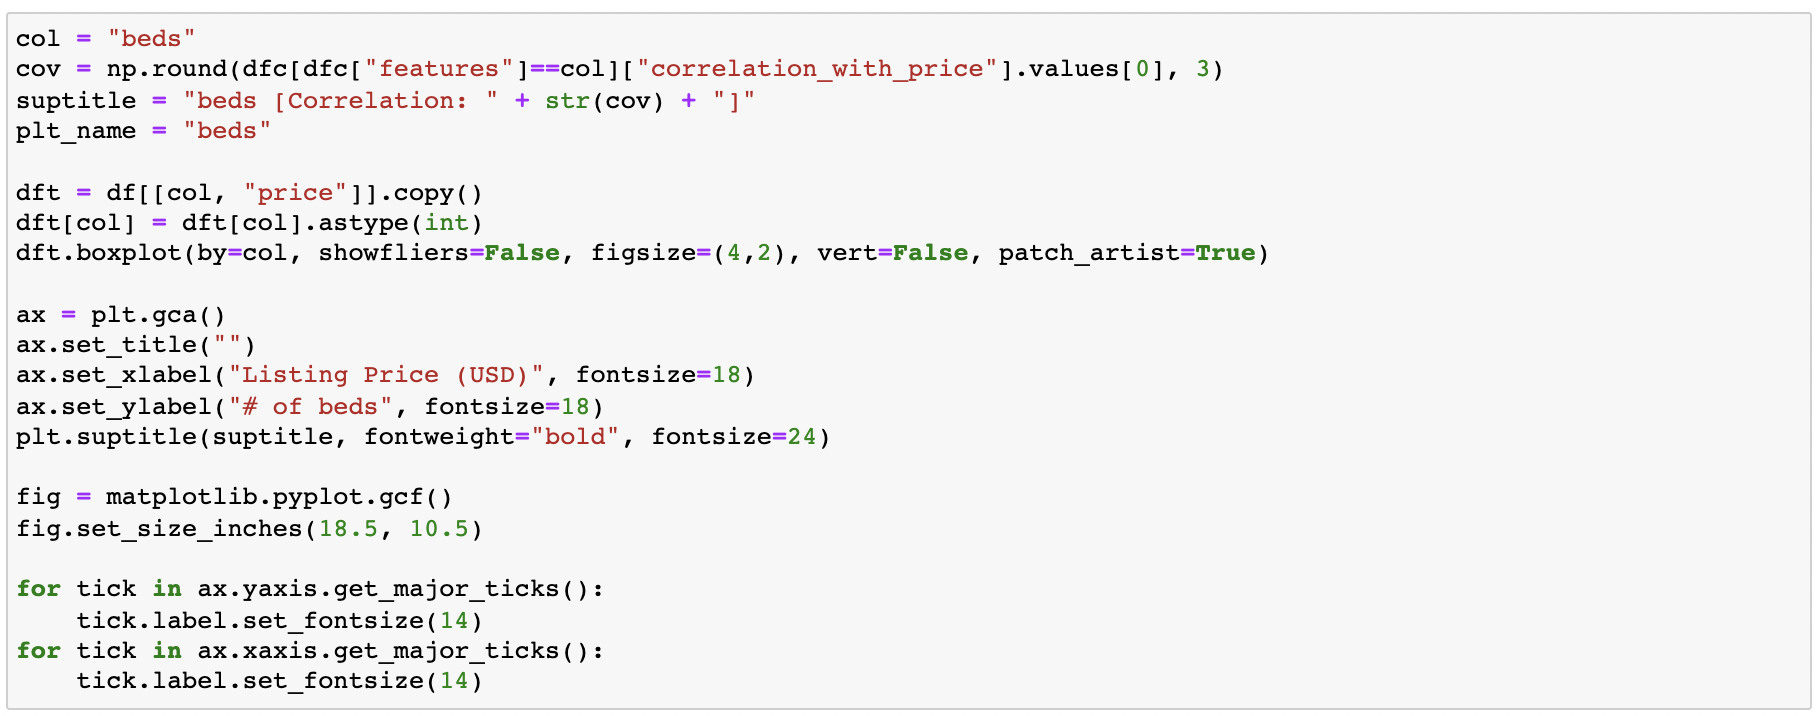 col = "beds"
cov = np.round(dfc[dfc["features"]==col]["correlation_with_price"].values[0], 3)
suptitle = "beds [Correlation: " + str(cov) + "]"
plt_name = "beds"

dft = df[[col, "price"]].copy()
dft[col] = dft[col].astype(int)
dft.boxplot(by=col, showfliers=False, figsize=(4,2), vert=False, patch_artist=True)

ax = plt.gca()
ax.set_title("")
ax.set_xlabel("Listing Price (USD)", fontsize=18)
ax.set_ylabel("# of beds", fontsize=18)
plt.suptitle(suptitle, fontweight="bold", fontsize=24)

fig = matplotlib.pyplot.gcf()
fig.set_size_inches(18.5, 10.5)

for tick in ax.yaxis.get_major_ticks():
    tick.label.set_fontsize(14)
for tick in ax.xaxis.get_major_ticks():
    tick.label.set_fontsize(14)